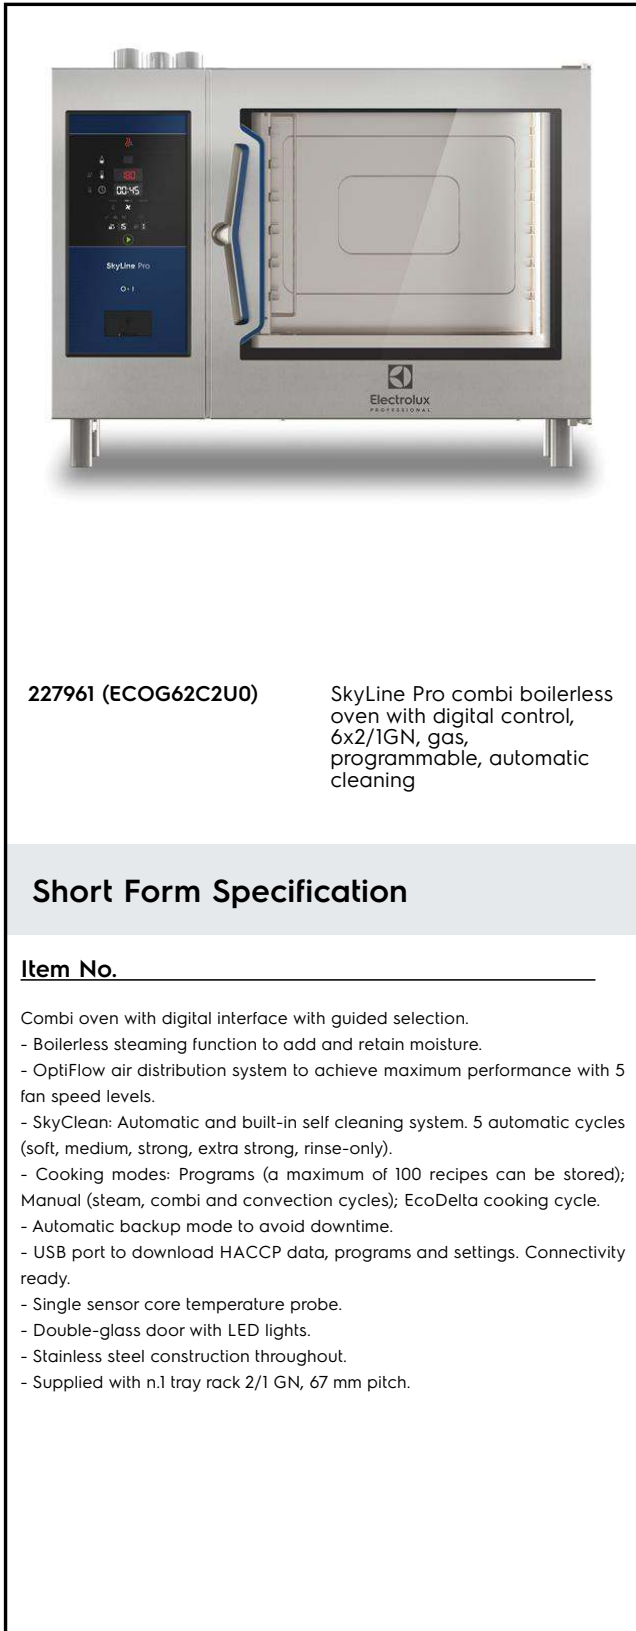 180
00:45
SkyLine Pro
Electrolux
PROFESSIONAL
227961 (ECOG62C2U0)
SkyLine Pro combi boilerless
oven with digital control,
6x2/1GN, gas,
programmable, automatic
cleaning
Short Form Specification
Item No.
Combi oven with digital interface with guided selection.
- Boilerless steaming function to add and retain moisture.
- OptiFlow air distribution system to achieve maximum performance with 5
fan speed levels.
- SkyClean: Automatic and built-in self cleaning system. 5 automatic cycles
(soft, medium, strong, extra strong, rinse-only).
- Cooking modes: Programs (a maximum of 100 recipes can be stored);
Manual (steam, combi and convection cycles); EcoDelta cooking cycle.
- Automatic backup mode to avoid downtime.
- USB port to download HACCP data, programs and settings. Connectivity
ready.
- Single sensor core temperature probe.
- Double-glass door with LED lights.
- Stainless steel construction throughout.
- Supplied with n.1 tray rack 2/1 GN, 67 mm pitch.